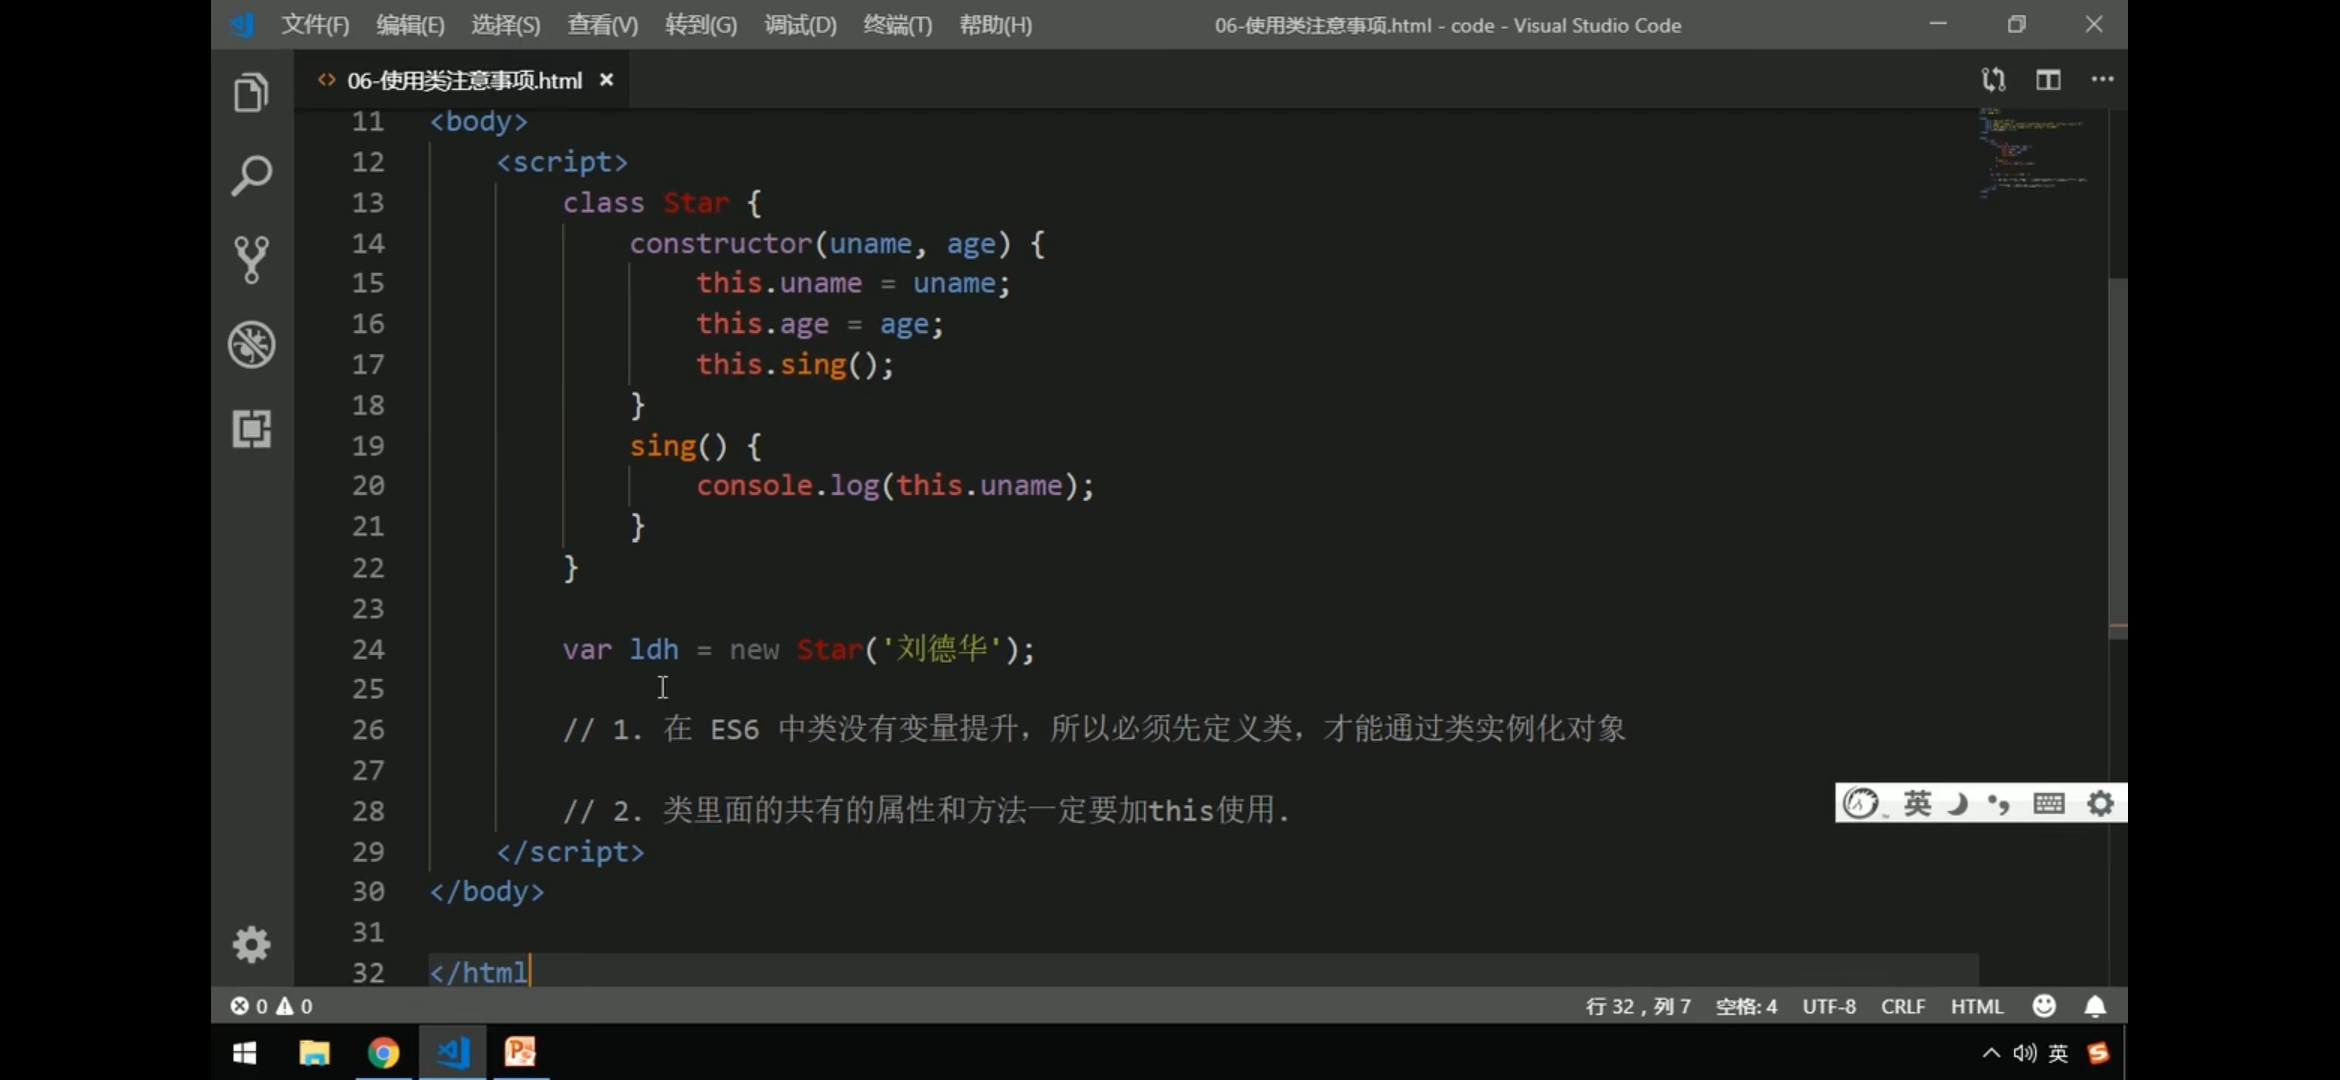 文件(F) 编辑(E) 选择(S) 查看(V) 转到(G) 调试(D) 终端(T) 帮助(H) 06-使用类注意事项.html - code - Visual Studio Code
06-使用类注意事项.html
11 <body>
12 <script>
13 class Star {
14 constructor(uname, age) {
15 this.uname = uname;
16 this.age = age;
17 this.sing();
18 }
19 sing() {
20 console.log(this.uname);
21 }
22 }
23
24 var ldh = new Star('刘德华');
25
26 // 1. 在 ES6 中类没有变量提升，所以必须先定义类，才能通过类实例化对象
27
28 // 2. 类里面的共有的属性和方法一定要加this使用.
29 </script>
30 </body>
31
32 </html
英
0 0 行 32，列 7 空格: 4 UTF-8 CRLF HTML
英